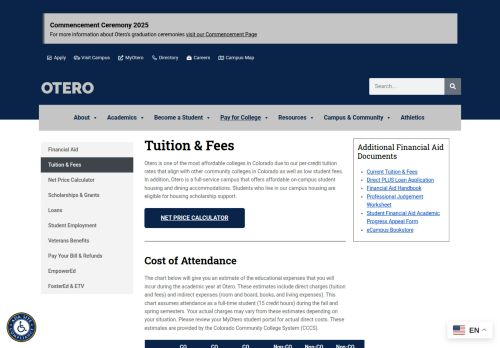 Commencement Ceremony 2025
For more information about Otero's graduation ceremonies visit our Commencement Page
Apply Visit Campus MyOtero Directory Careers Campus Map
OTERO
Search...
About Academics Become a Student Pay for College Resources Campus & Community Athletics
Financial Aid
Tuition & Fees
Net Price Calculator
Scholarships & Grants
Loans
Student Employment
Veterans Benefits
Pay Your Bill & Refunds
EmpowerEd
FosterEd & ETV
Tuition & Fees
Otero is one of the most affordable colleges in Colorado due to our per-credit tuition
rates that align with other community colleges in Colorado as well as low student fees.
In addition, Otero is a full-service campus that offers affordable on-campus student
housing and dining accommodations. Students who live in our campus housing are
eligible for housing scholarship support.
NET PRICE CALCULATOR
Cost of Attendance
The chart below will give you an estimate of the educational expenses that you will
incur during the academic year at Otero. These estimates include direct charges (tuition
and fees) and indirect expenses (room and board, books, and living expenses). This
chart assumes attendance as a full-time student (15 credit hours) during the fall and
spring semesters. Your actual charges may vary from these estimates depending on
your situation. Please review your MyOtero student portal for actual direct costs. These
estimates are provided by the Colorado Community College System (CCCS).
CO CO CO Non-CO Non-CO Non-CO
Additional Financial Aid
Documents
Current Tuition & Fees
Direct PLUS Loan Application
Financial Aid Handbook
Professional Judgement
Worksheet
Student Financial Aid Academic
Progress Appeal Form
eCampus Bookstore
EN